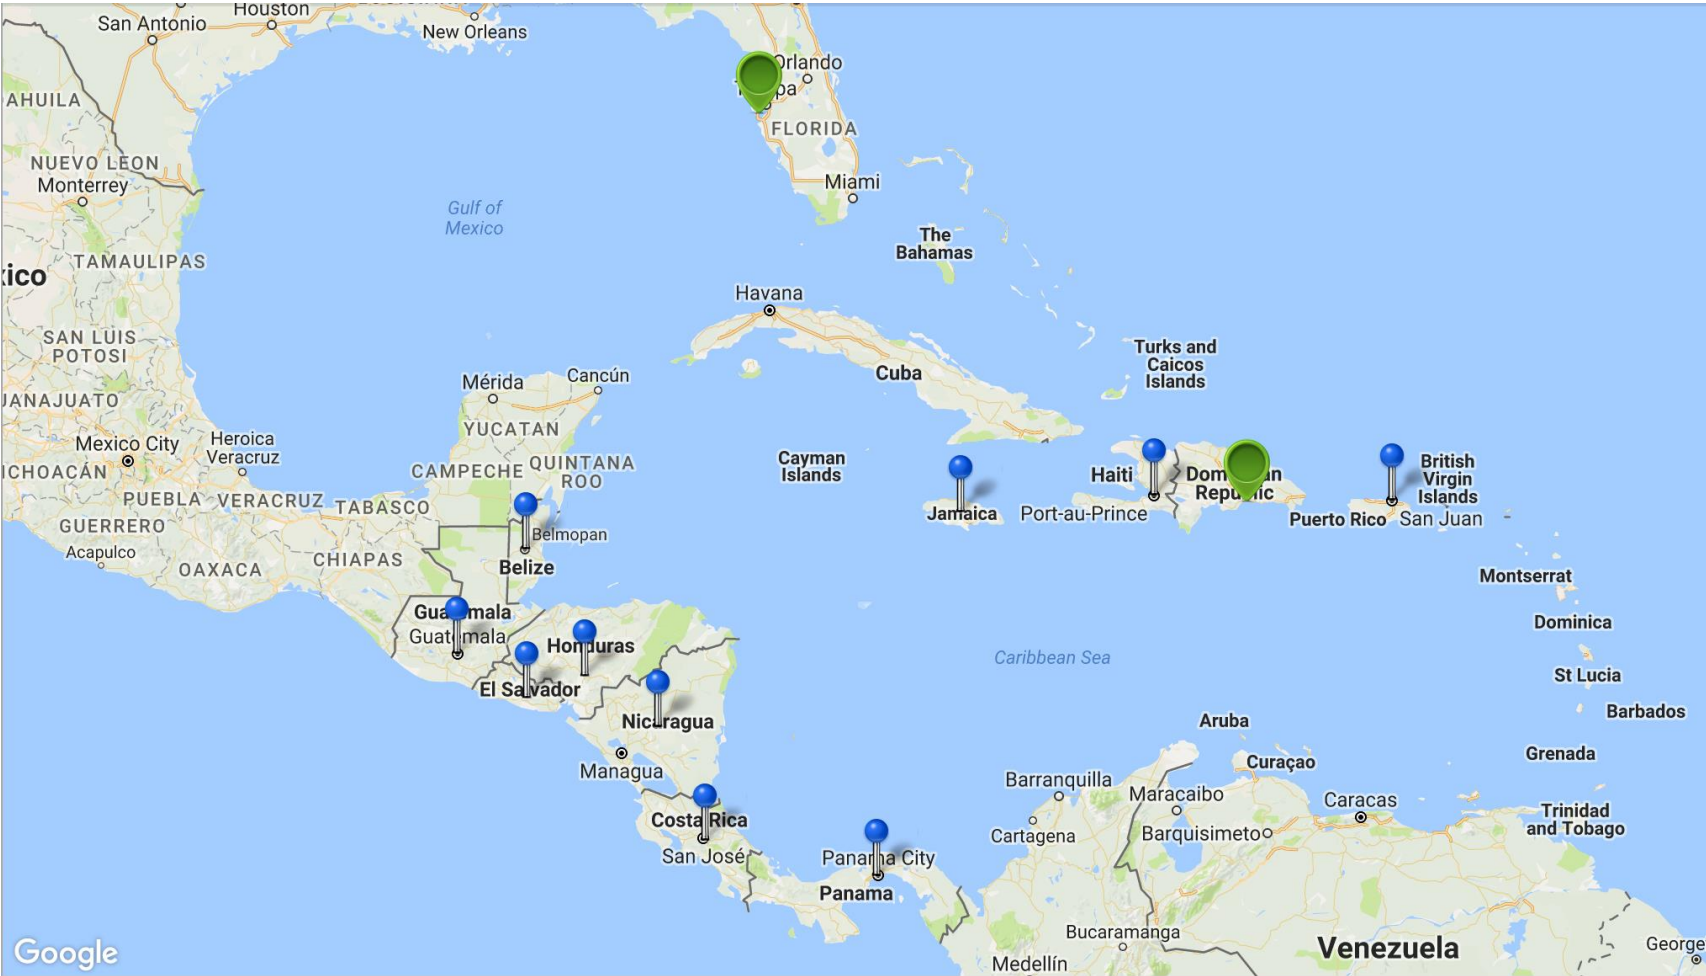 Houston
San Antonio
New Orleans
Orlando
AHUILA
FLORIDA
NUEVO LEON
Monterrey
Miami
Gulf of
Mexico
The
Bahamas
TAMAULIPAS
ico
Havana
SAN LUIS
POTOSI
Turks and
Caicos
Islands
Cuba
Mérida
Cancún
JANAJUATO
YUCATAN
Mexico City
Heroica
Veracruz
ICHOACÁN
CAMPECHE
QUINTANA
ROO
Cayman
Islands
Haiti
Dominican
Republic
British
Virgin
Islands
PUEBLA
VERACRUZ
TABASCO
Jamaica
Port-au-Prince
Puerto Rico
San Juan
GUERRERO
Belmopan
Acapulco
OAXACA
CHIAPAS
Belize
Montserrat
Guatemala
Guatemala
Dominica
Honduras
Caribbean Sea
El Salvador
St Lucia
Nicaragua
Aruba
Barbados
Managua
Curaçao
Grenada
Barranquilla
Maracaibo
Caracas
Costa Rica
Cartagena
Barquisimeto
Trinidad
and Tobago
San José
Panama City
Panama
Bucaramanga
Venezuela
George
Medellín
Google